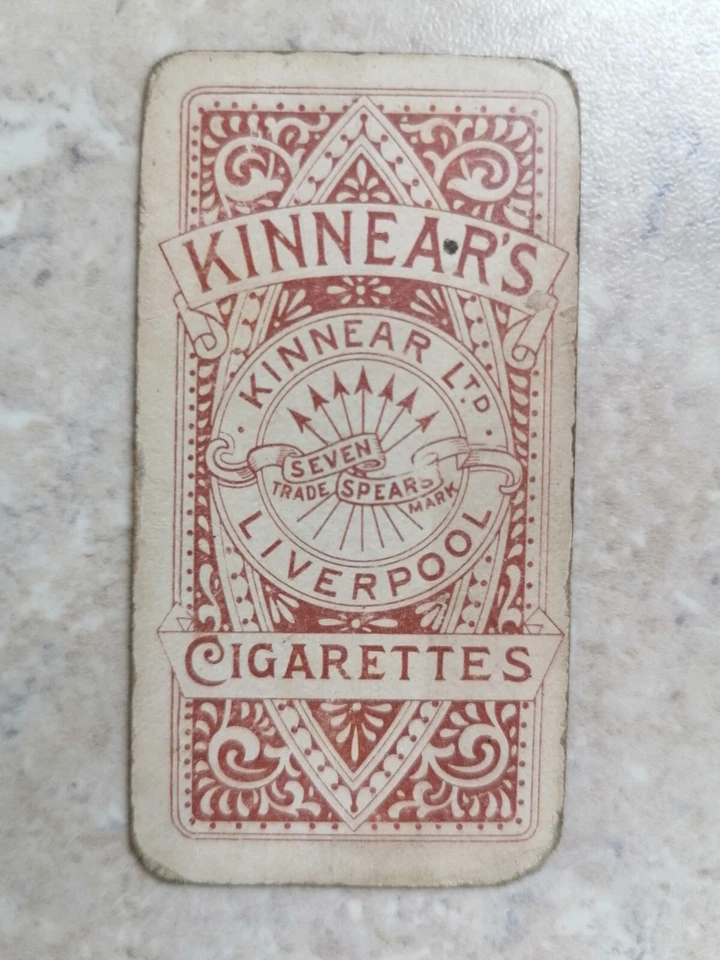 KINNEAR'S
KINNEAR LTD
SEVEN
TRADE SPEARS MARK
LIVERPOOL
CIGARETTES